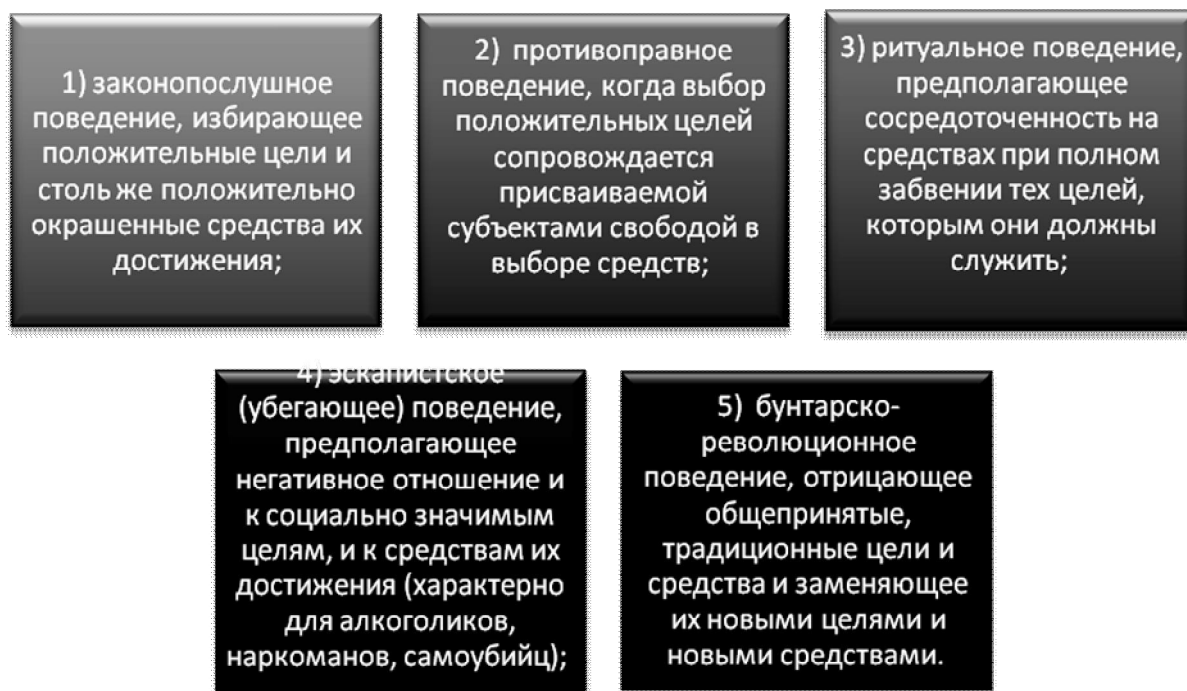 1) законопослушное
поведение, избирающее
положительные цели и
столь же положительно
окрашенные средства их
достижения;
2) противоправное
поведение, когда выбор
положительных целей
сопровождается
присваиваемой
субъектами свободой в
выборе средств;
3) ритуальное поведение,
предполагающее
сосредоточенность на
средствах при полном
забвении тех целей,
которым они должны
служить;
4) эскапистское
(убегающее) поведение,
предполагающее
негативное отношение и
к социально значимым
целям, и к средствам их
достижения (характерно
для алкоголиков,
наркоманов, самоубийц);
5) бунтарско-
революционное
поведение, отрицающее
общепринятые,
традиционные цели и
средства и заменяющее
их новыми целями и
новыми средствами.